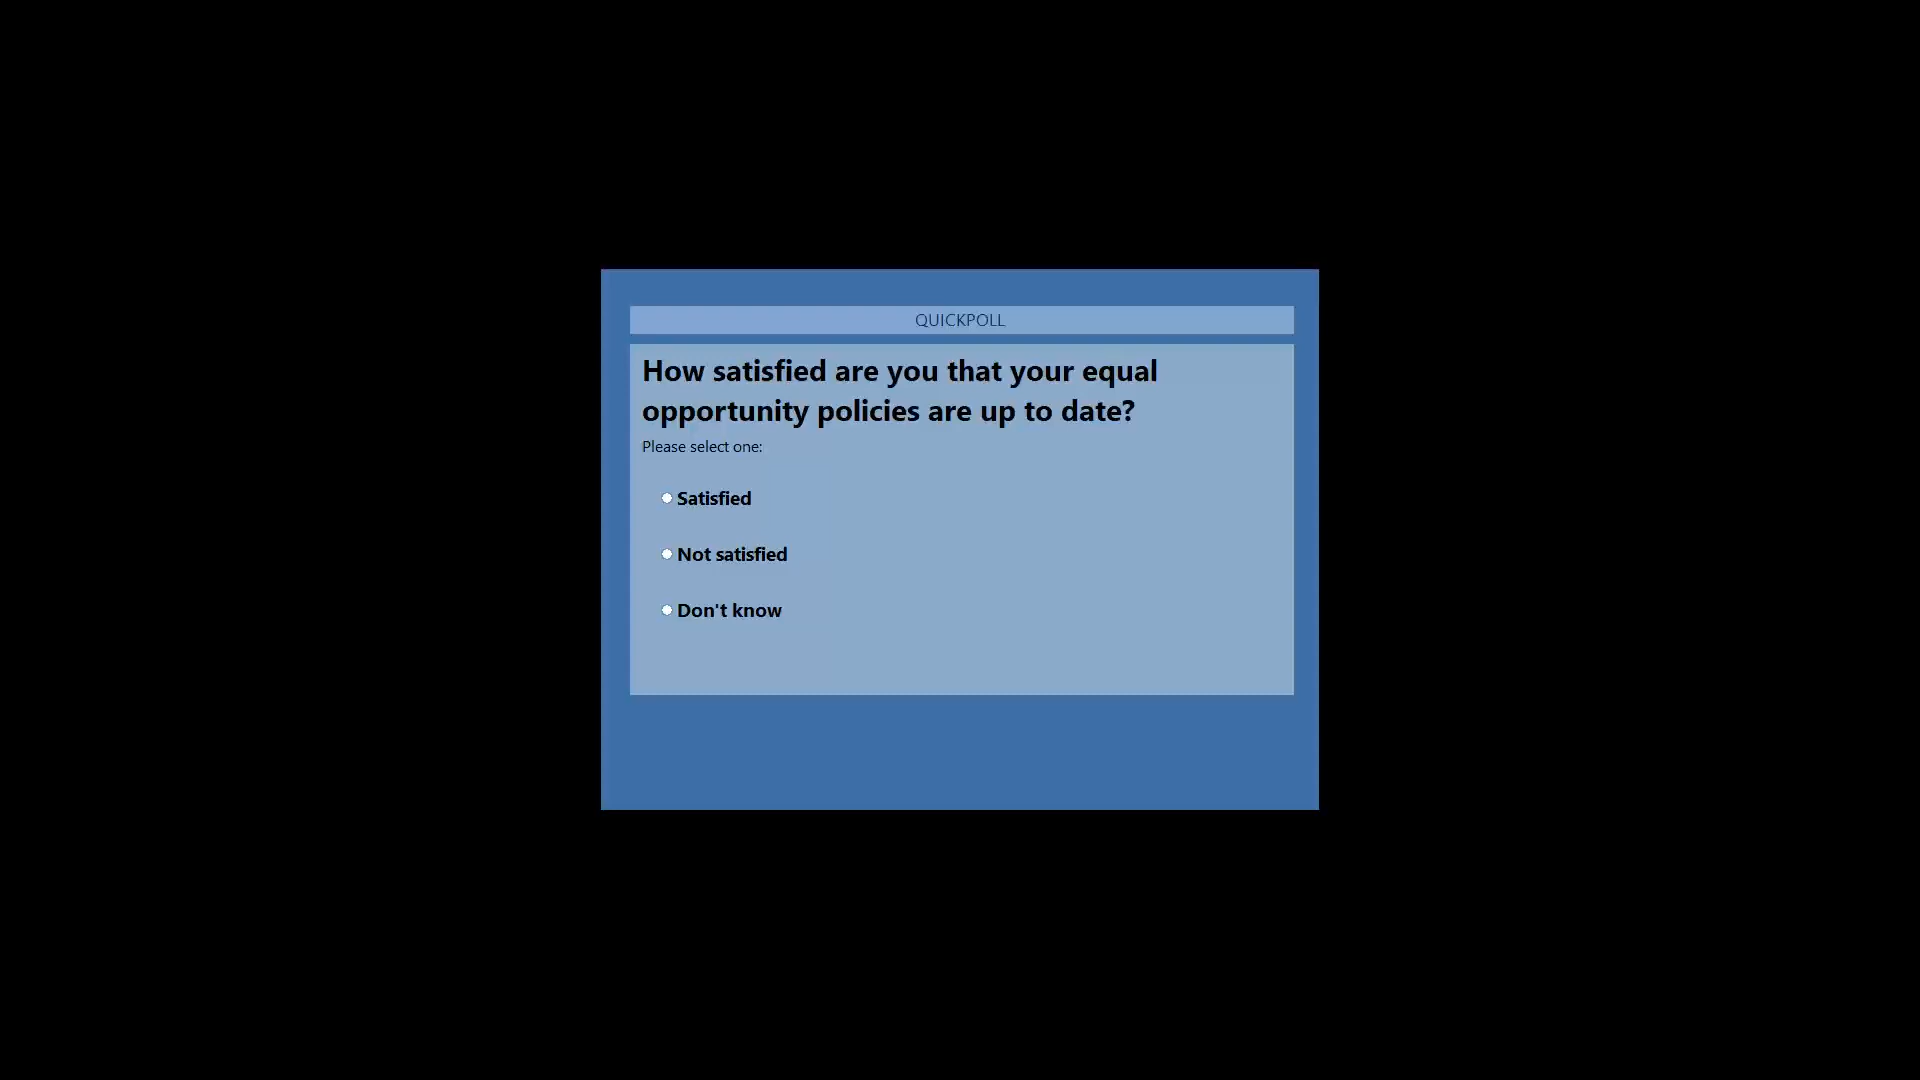 QUICKPOLL
How satisfied are you that your equal
opportunity policies are up to date?
Please select one:
Satisfied
Not satisfied
Don't know